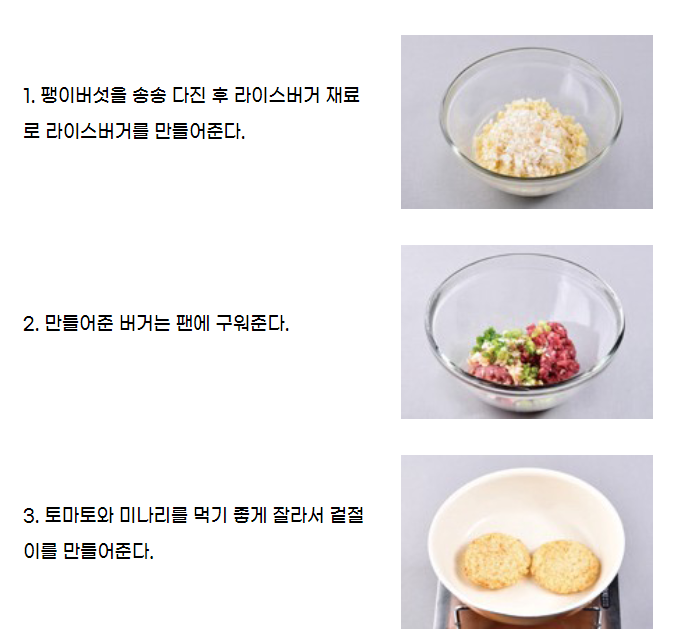 1. 팽이버섯을 송송 다진 후 라이스버거 재료
로 라이스버거를 만들어준다.
2. 만들어준 버거는 팬에 구워준다.
3. 토마토와 미나리를 먹기 좋게 잘라서 겉절
이를 만들어준다.